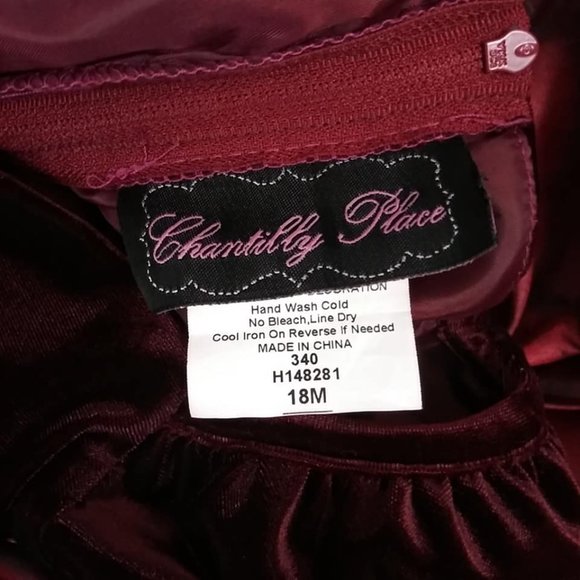 Chantilly Place
Hand Wash Cold
No Bleach,Line Dry
Cool Iron On Reverse If Needed
MADE IN CHINA
340
H148281
18M